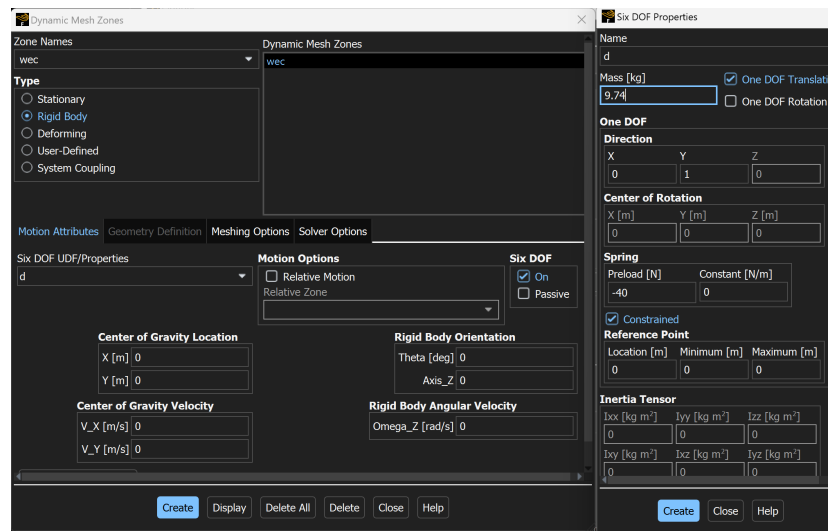 Dynamic Mesh Zones
Zone Names
wec
Type
Stationary
Rigid Body
Deforming
User-Defined
System Coupling
Dynamic Mesh Zones
wec
Motion Attributes Geometry Definition Meshing Options Solver Options
Six DOF UDF/Properties
d
Motion Options
Relative Motion
Relative Zone
Six DOF
On
Passive
Center of Gravity Location
X [m] 0
Y [m] 0
Rigid Body Orientation
Theta [deg] 0
Axis_Z 0
Center of Gravity Velocity
V_X [m/s] 0
V_Y [m/s] 0
Rigid Body Angular Velocity
Omega_Z [rad/s] 0
Create Display Delete All Delete Close Help
Six DOF Properties
Name
d
Mass [kg]
9.74
One DOF Translati
One DOF Rotation
One DOF
Direction
X Y Z
0 1 0
Center of Rotation
X [m] Y [m] Z [m]
0 0 0
Spring
Preload [N] Constant [N/m]
-40 0
Constrained
Reference Point
Location [m] Minimum [m] Maximum [m]
0 0 0
Inertia Tensor
Ixx [kg m²] Iyy [kg m²] Izz [kg m²]
0 0 0
Ixy [kg m²] Ixz [kg m²] Iyz [kg m²]
0 0 0
Create Close Help